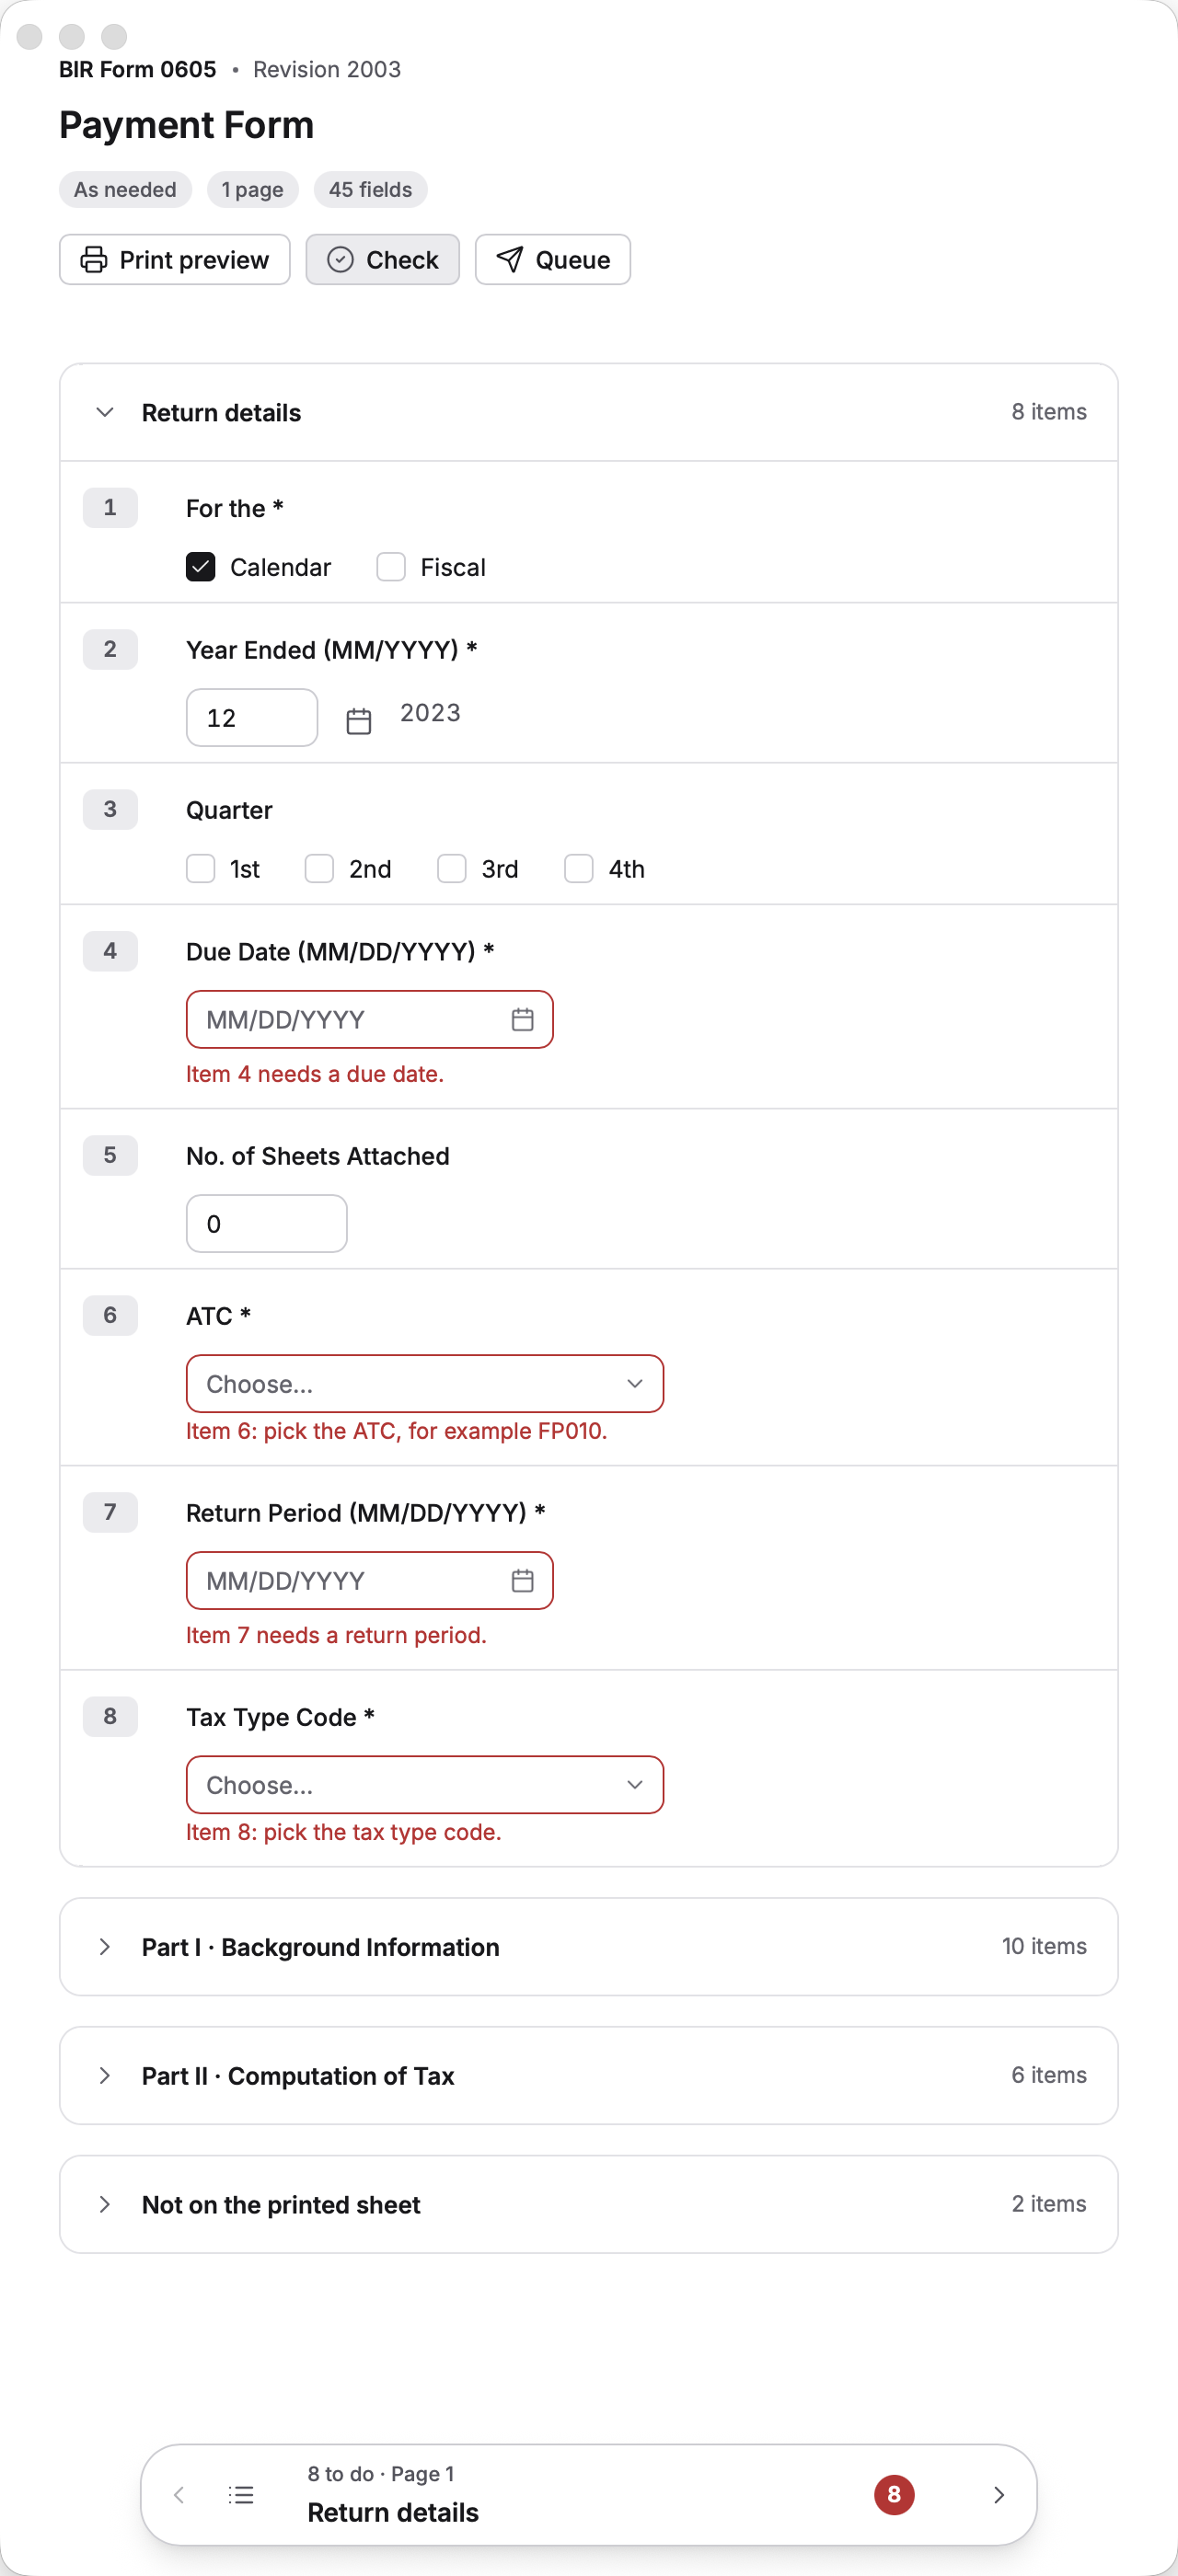 BIR Form 0605 • Revision 2003
Payment Form
As needed 1 page 45 fields
Print preview Check Queue
Return details 8 items
1 For the *
Calendar Fiscal
2 Year Ended (MM/YYYY) *
12 2023
3 Quarter
1st 2nd 3rd 4th
4 Due Date (MM/DD/YYYY) *
MM/DD/YYYY
Item 4 needs a due date.
5 No. of Sheets Attached
0
6 ATC *
Choose...
Item 6: pick the ATC, for example FP010.
7 Return Period (MM/DD/YYYY) *
MM/DD/YYYY
Item 7 needs a return period.
8 Tax Type Code *
Choose...
Item 8: pick the tax type code.
Part I · Background Information 10 items
Part II · Computation of Tax 6 items
Not on the printed sheet 2 items
8 to do · Page 1
Return details 8